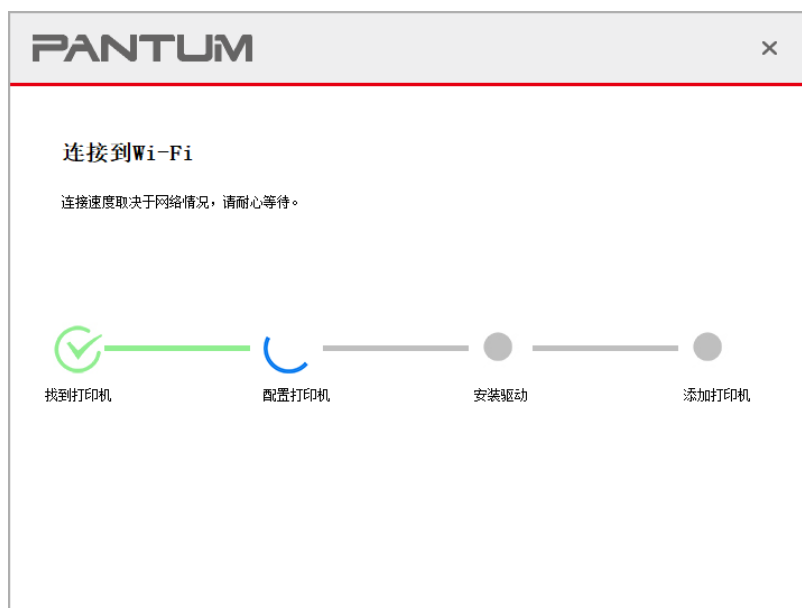 PANTUM
连接到Wi-Fi
连接速度取决于网络情况，请耐心等待。
找到打印机
配置打印机
安装驱动
添加打印机